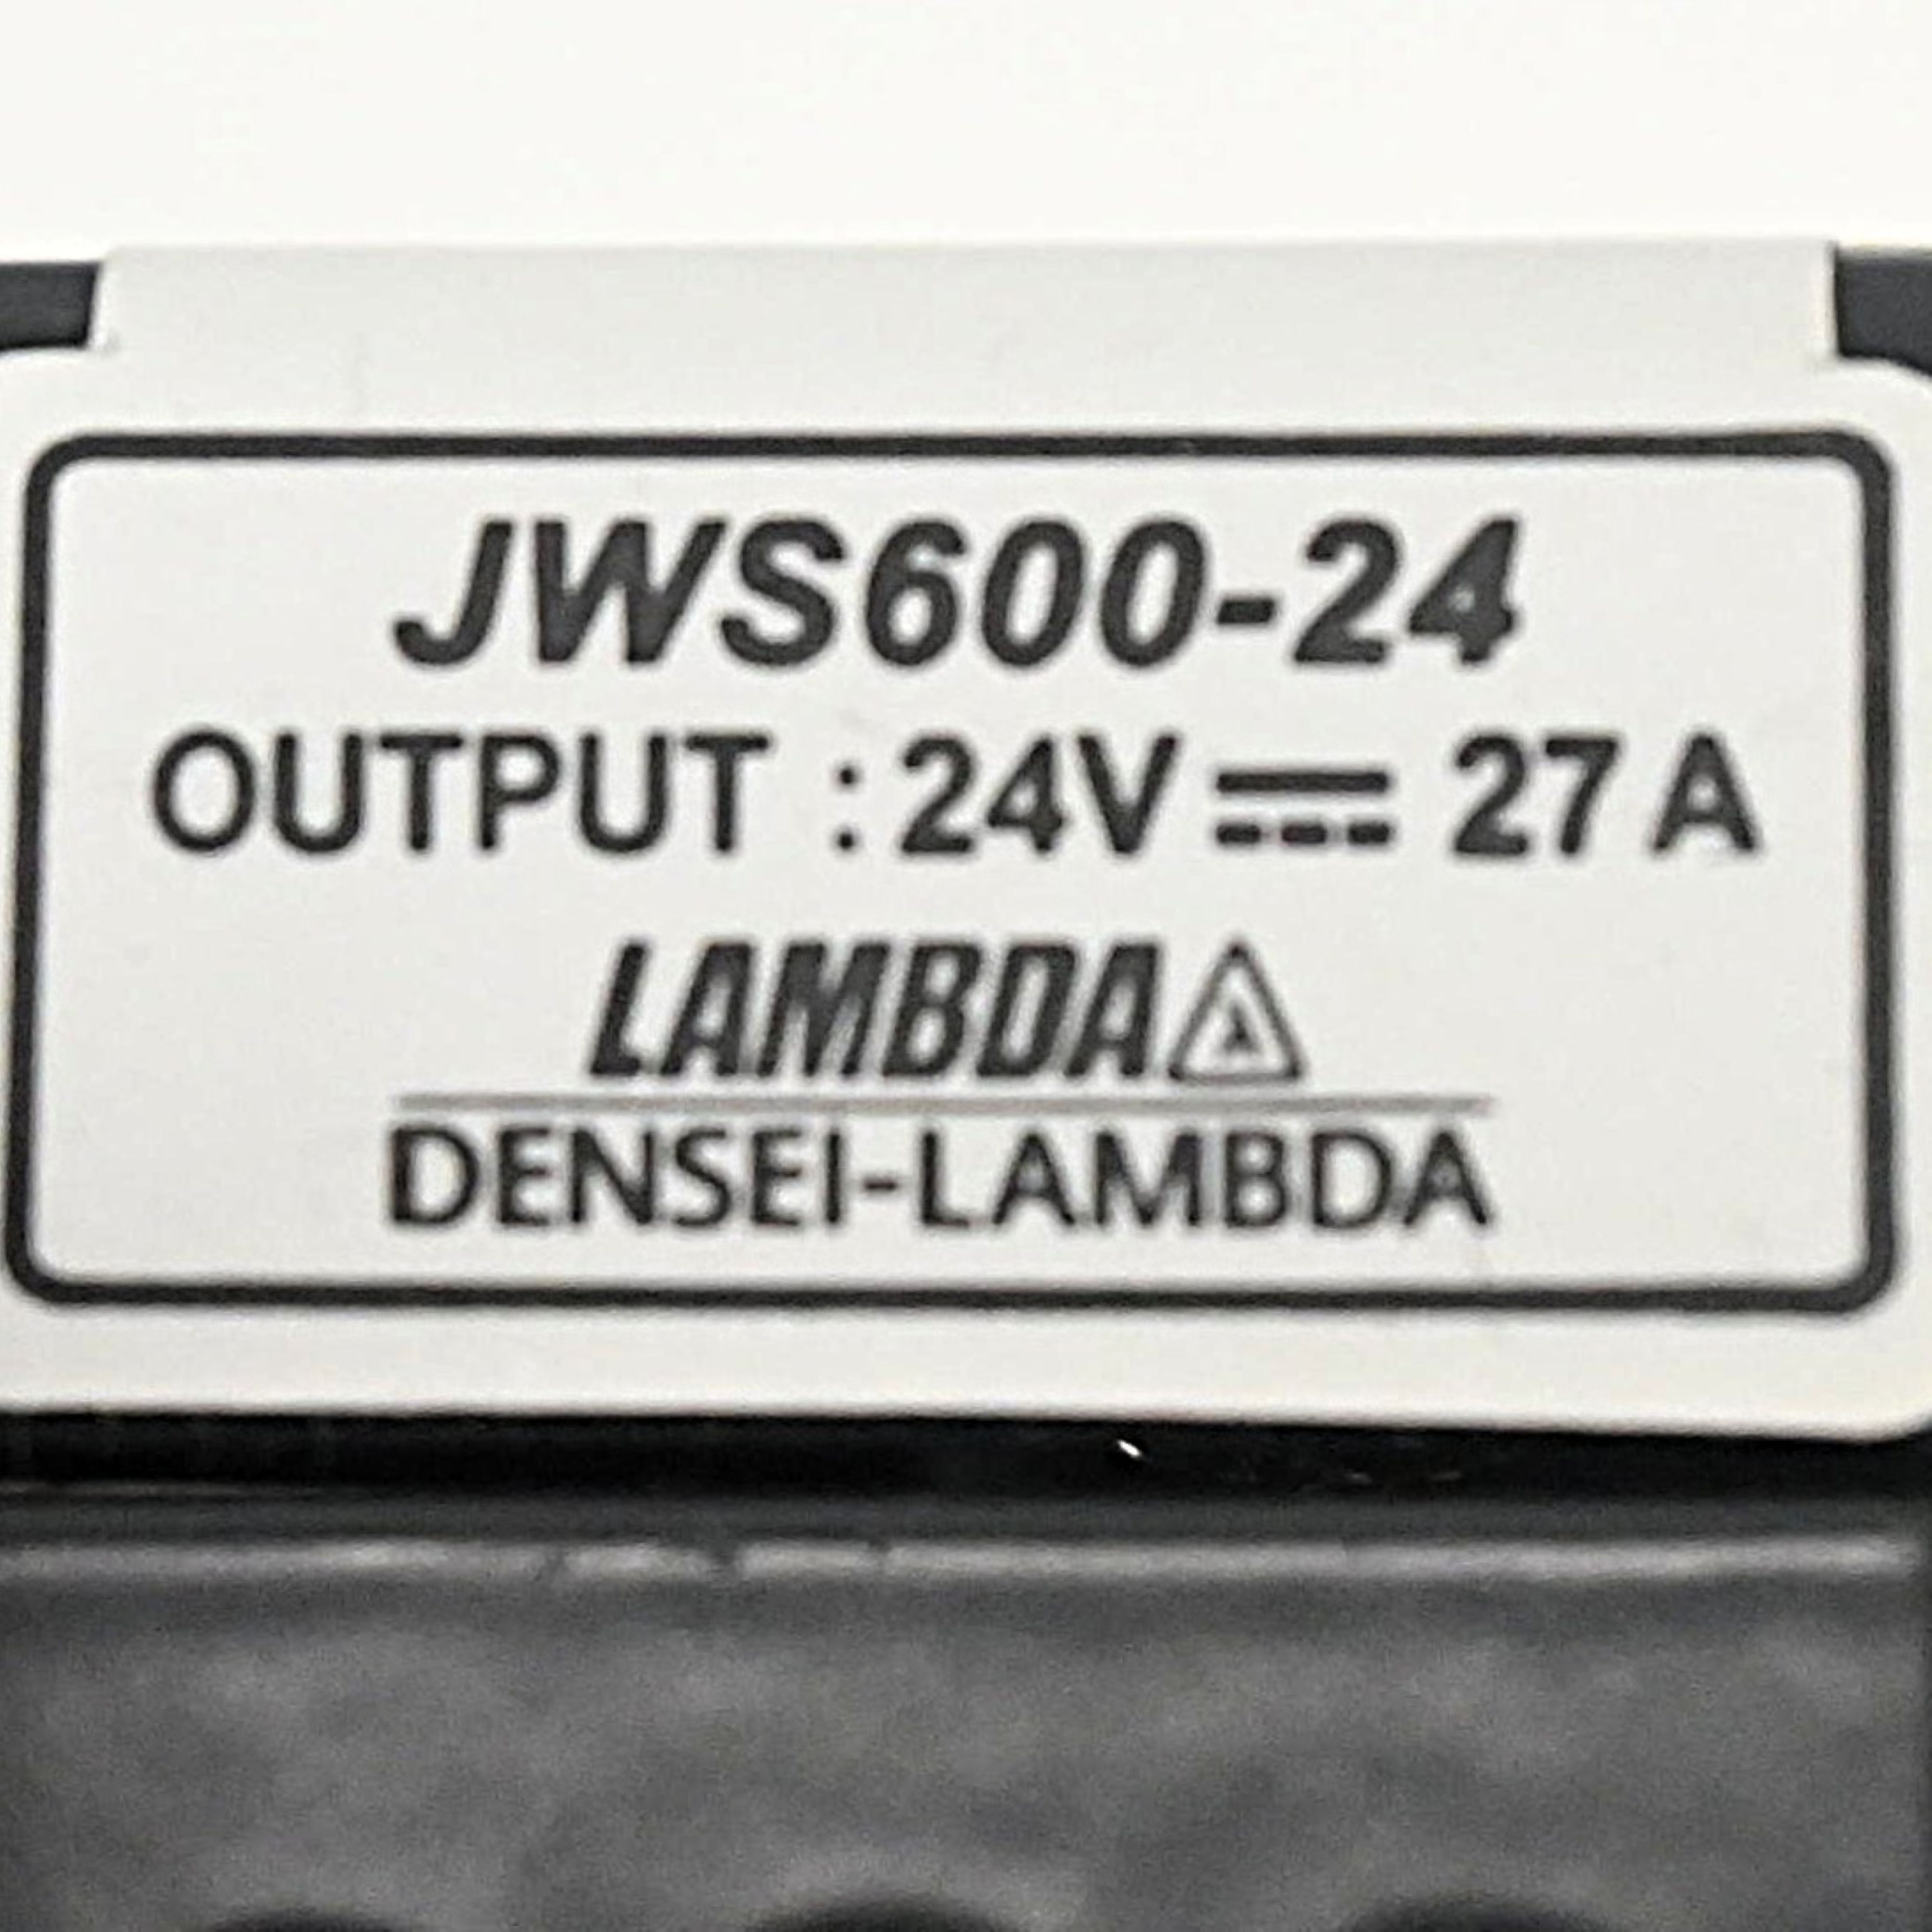 JWS600-24
OUTPUT : 24V⎓ 27 A
LAMBDA
DENSEI-LAMBDA